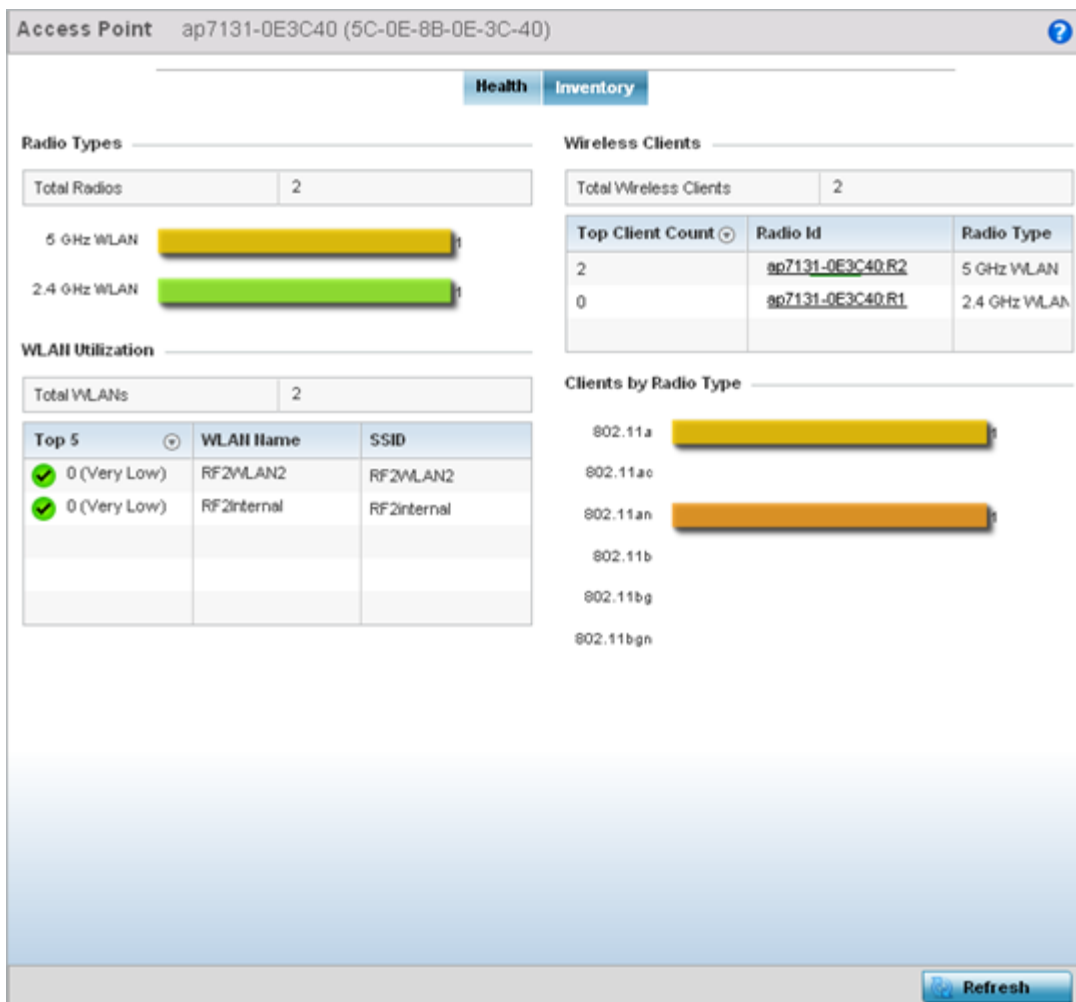 Access Point ap7131-0E3C40 (5C-0E-8B-0E-3C-40)
?
Health Inventory
Radio Types
Total Radios 2
5 GHz WLAN 1
2.4 GHz WLAN 1
WLAN Utilization
Total WLANs 2
Top 5 WLAN Name SSID
0 (Very Low) RF2WLAN2 RF2WLAN2
0 (Very Low) RF2Internal RF2internal
Wireless Clients
Total Wireless Clients 2
Top Client Count Radio Id Radio Type
2 ap7131-0E3C40:R2 5 GHz WLAN
0 ap7131-0E3C40:R1 2.4 GHz WLAN
Clients by Radio Type
802.11a 1
802.11ac
802.11an 1
802.11b
802.11bg
802.11bgn
Refresh